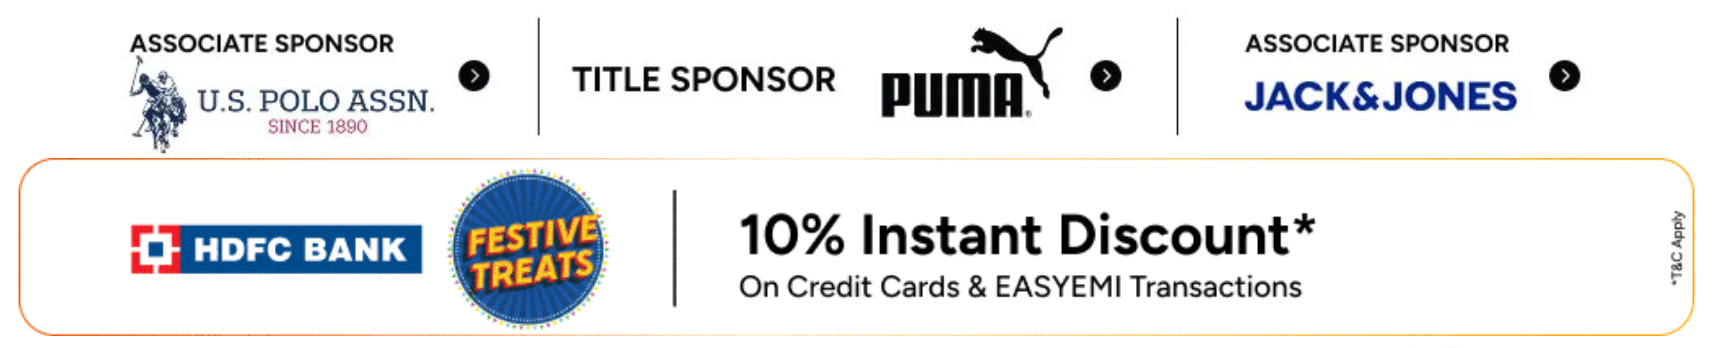 ASSOCIATE SPONSOR
U.S. POLO ASSN.
SINCE 1890
TITLE SPONSOR
PUMA
ASSOCIATE SPONSOR
JACK&JONES
HDFC BANK
FESTIVE
TREATS
10% Instant Discount*
On Credit Cards & EASYEMI Transactions
*T&C Apply